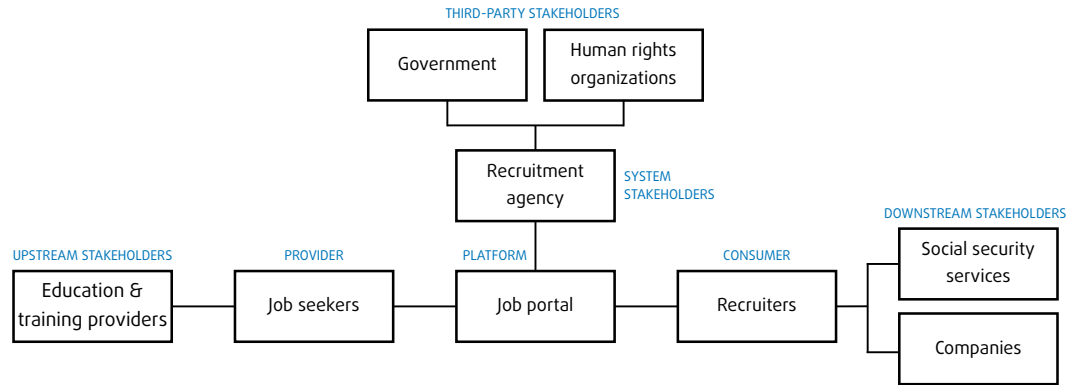 THIRD-PARTY STAKEHOLDERS
Government
Human rights
organizations
Recruitment
agency
SYSTEM
STAKEHOLDERS
UPSTREAM STAKEHOLDERS
Education &
training providers
PROVIDER
Job seekers
PLATFORM
Job portal
CONSUMER
Recruiters
DOWNSTREAM STAKEHOLDERS
Social security
services
Companies